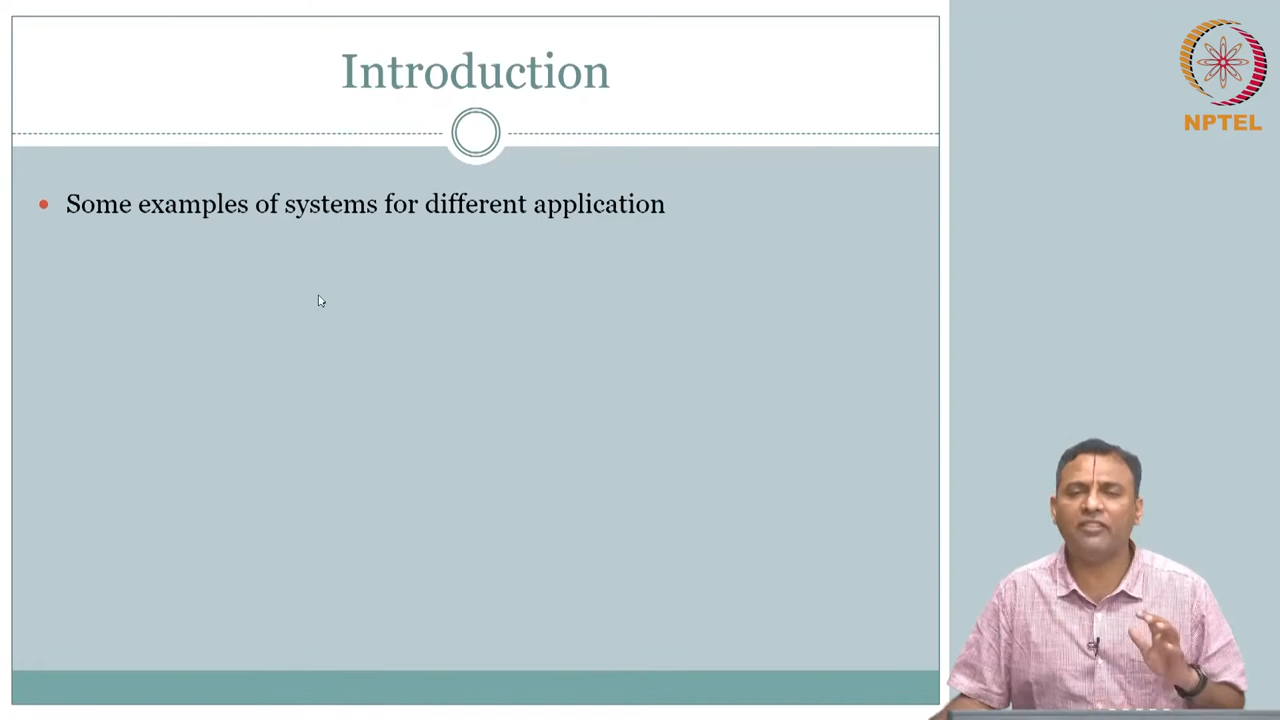 Introduction
Some examples of systems for different application
NPTEL